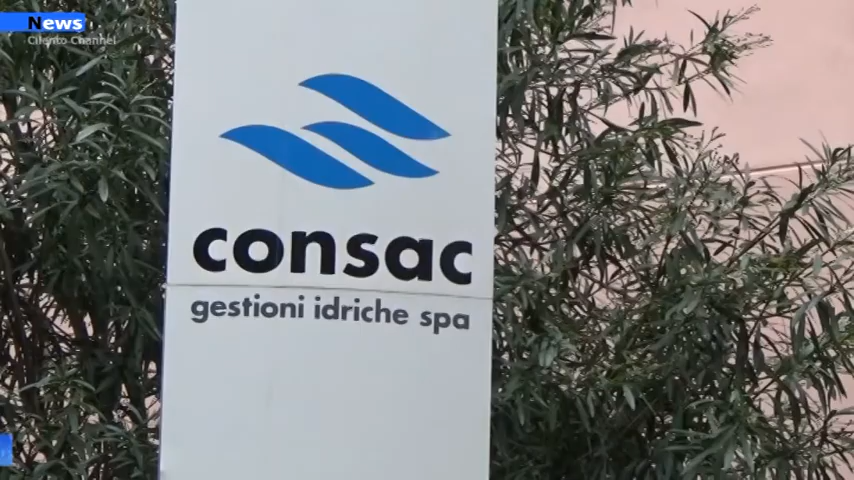 News
Cilento Channel
consac
gestioni idriche spa